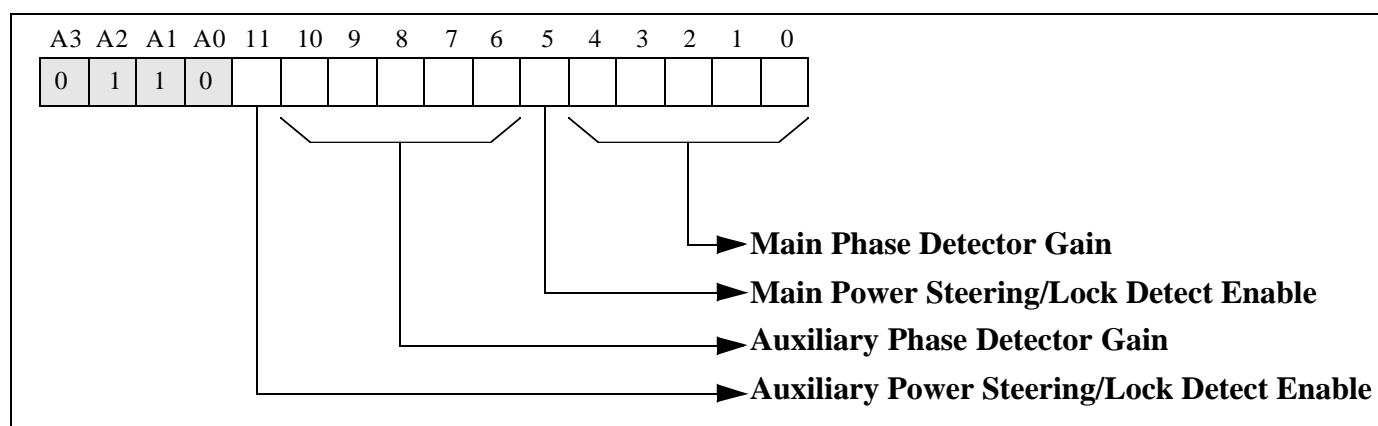 A3 A2 A1 A0 11 10 9 8 7 6 5 4 3 2 1 0
0 1 1 0
Main Phase Detector Gain
Main Power Steering/Lock Detect Enable
Auxiliary Phase Detector Gain
Auxiliary Power Steering/Lock Detect Enable